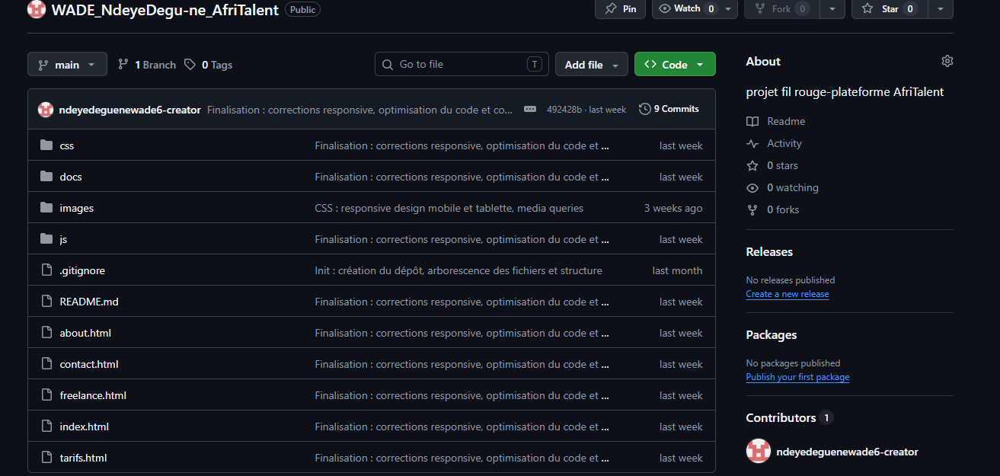 WADE_NdeyeDegu-ne_AfriTalent Public
Pin
Watch 0
Fork 0
Star 0
main
1 Branch
0 Tags
Go to file T
Add file
Code
ndeyedeguenewade6-creator Finalisation : corrections responsive, optimisation du code et co... 492428b · last week 9 Commits
css Finalisation : corrections responsive, optimisation du code et ... last week
docs Finalisation : corrections responsive, optimisation du code et ... last week
images CSS : responsive design mobile et tablette, media queries 3 weeks ago
js Finalisation : corrections responsive, optimisation du code et ... last week
.gitignore Init : création du dépôt, arborescence des fichiers et structure last month
README.md Finalisation : corrections responsive, optimisation du code et ... last week
about.html Finalisation : corrections responsive, optimisation du code et ... last week
contact.html Finalisation : corrections responsive, optimisation du code et ... last week
freelance.html Finalisation : corrections responsive, optimisation du code et ... last week
index.html Finalisation : corrections responsive, optimisation du code et ... last week
tarifs.html Finalisation : corrections responsive, optimisation du code et ... last week
About
projet fil rouge-plateforme AfriTalent
Readme
Activity
0 stars
0 watching
0 forks
Releases
No releases published
Create a new release
Packages
No packages published
Publish your first package
Contributors 1
ndeyedeguenewade6-creator